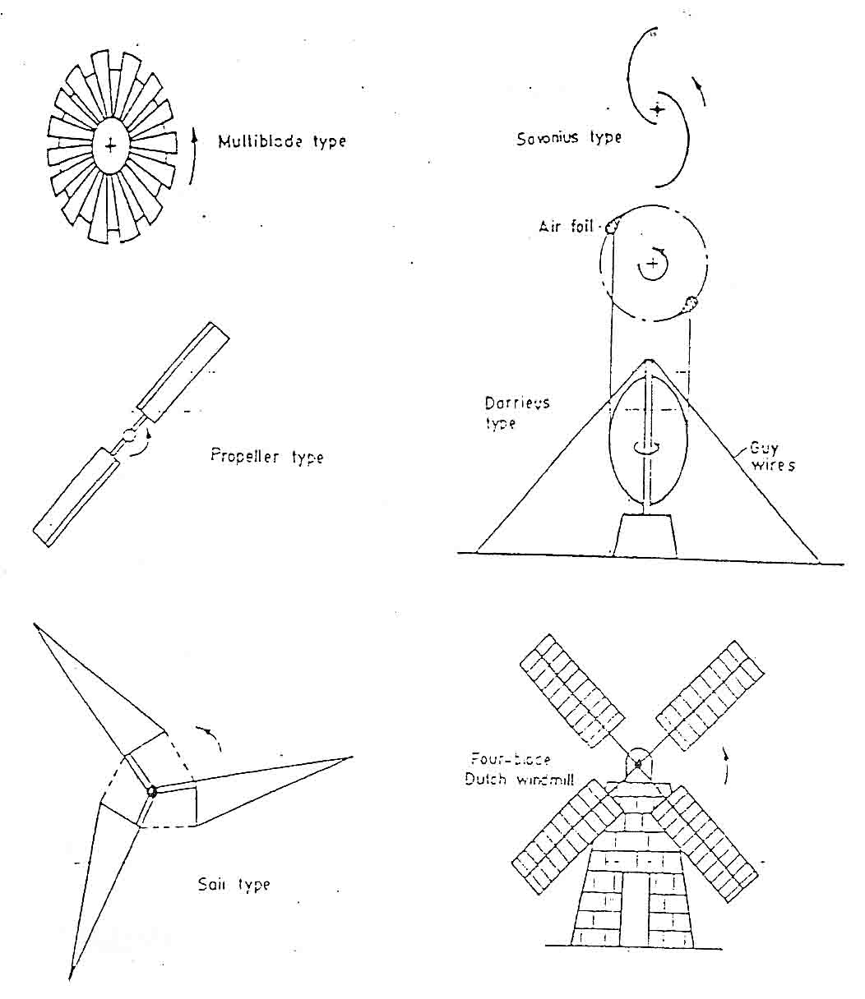 Multiblade type
Savonius type
Air foil
Propeller type
Darrieus
type
Guy
wires
Sail type
Four-blade
Dutch windmill